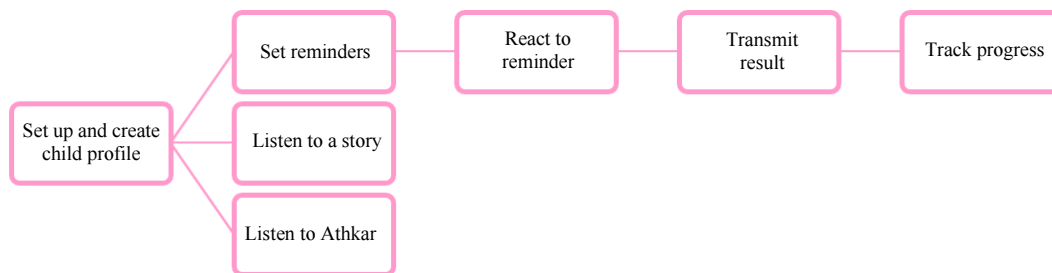 Set up and create
child profile
Set reminders
React to
reminder
Transmit
result
Track progress
Listen to a story
Listen to Athkar